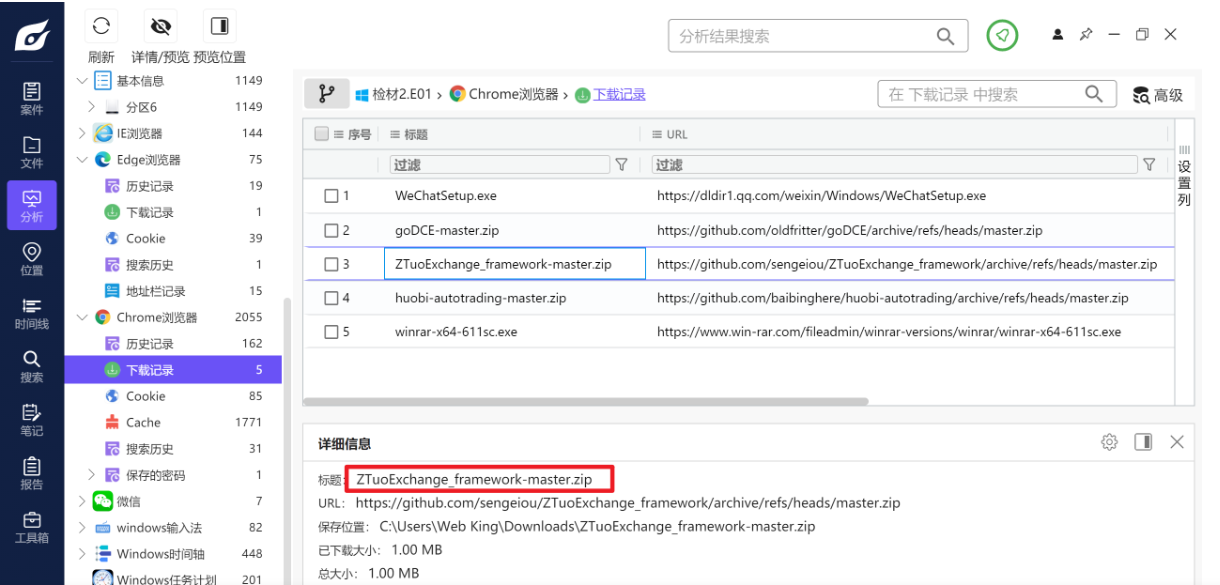 分析结果搜索
刷新 详情/预览 预览位置
案件
文件
分析
位置
时间线
搜索
笔记
报告
工具箱
基本信息 1149
分区6 1149
IE浏览器 144
Edge浏览器 75
历史记录 19
下载记录 1
Cookie 39
搜索历史 1
地址栏记录 15
Chrome浏览器 2055
历史记录 162
下载记录 5
Cookie 85
Cache 1771
搜索历史 31
保存的密码 1
微信 7
windows输入法 82
Windows时间轴 448
Windows任务计划 201
检材2.E01 › Chrome浏览器 › 下载记录
在 下载记录 中搜索
高级
序号 标题 URL
过滤 过滤
设置列
1 WeChatSetup.exe https://dldir1.qq.com/weixin/Windows/WeChatSetup.exe
2 goDCE-master.zip https://github.com/oldfritter/goDCE/archive/refs/heads/master.zip
3 ZTuoExchange_framework-master.zip https://github.com/sengeiou/ZTuoExchange_framework/archive/refs/heads/master.zip
4 huobi-autotrading-master.zip https://github.com/baibinghere/huobi-autotrading/archive/refs/heads/master.zip
5 winrar-x64-611sc.exe https://www.win-rar.com/fileadmin/winrar-versions/winrar/winrar-x64-611sc.exe
详细信息
标题: ZTuoExchange_framework-master.zip
URL: https://github.com/sengeiou/ZTuoExchange_framework/archive/refs/heads/master.zip
保存位置: C:\Users\Web King\Downloads\ZTuoExchange_framework-master.zip
已下载大小: 1.00 MB
总大小: 1.00 MB